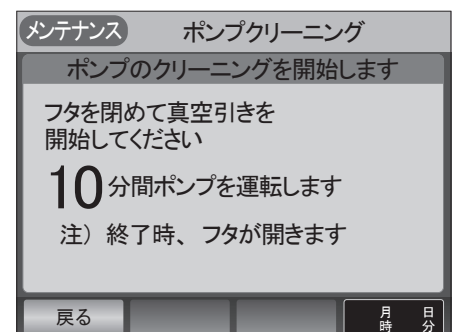 メンテナンス ポンプクリーニング
ポンプのクリーニングを開始します
フタを閉めて真空引きを
開始してください
10分間ポンプを運転します
注）終了時、フタが開きます
戻る
月 日
時 分